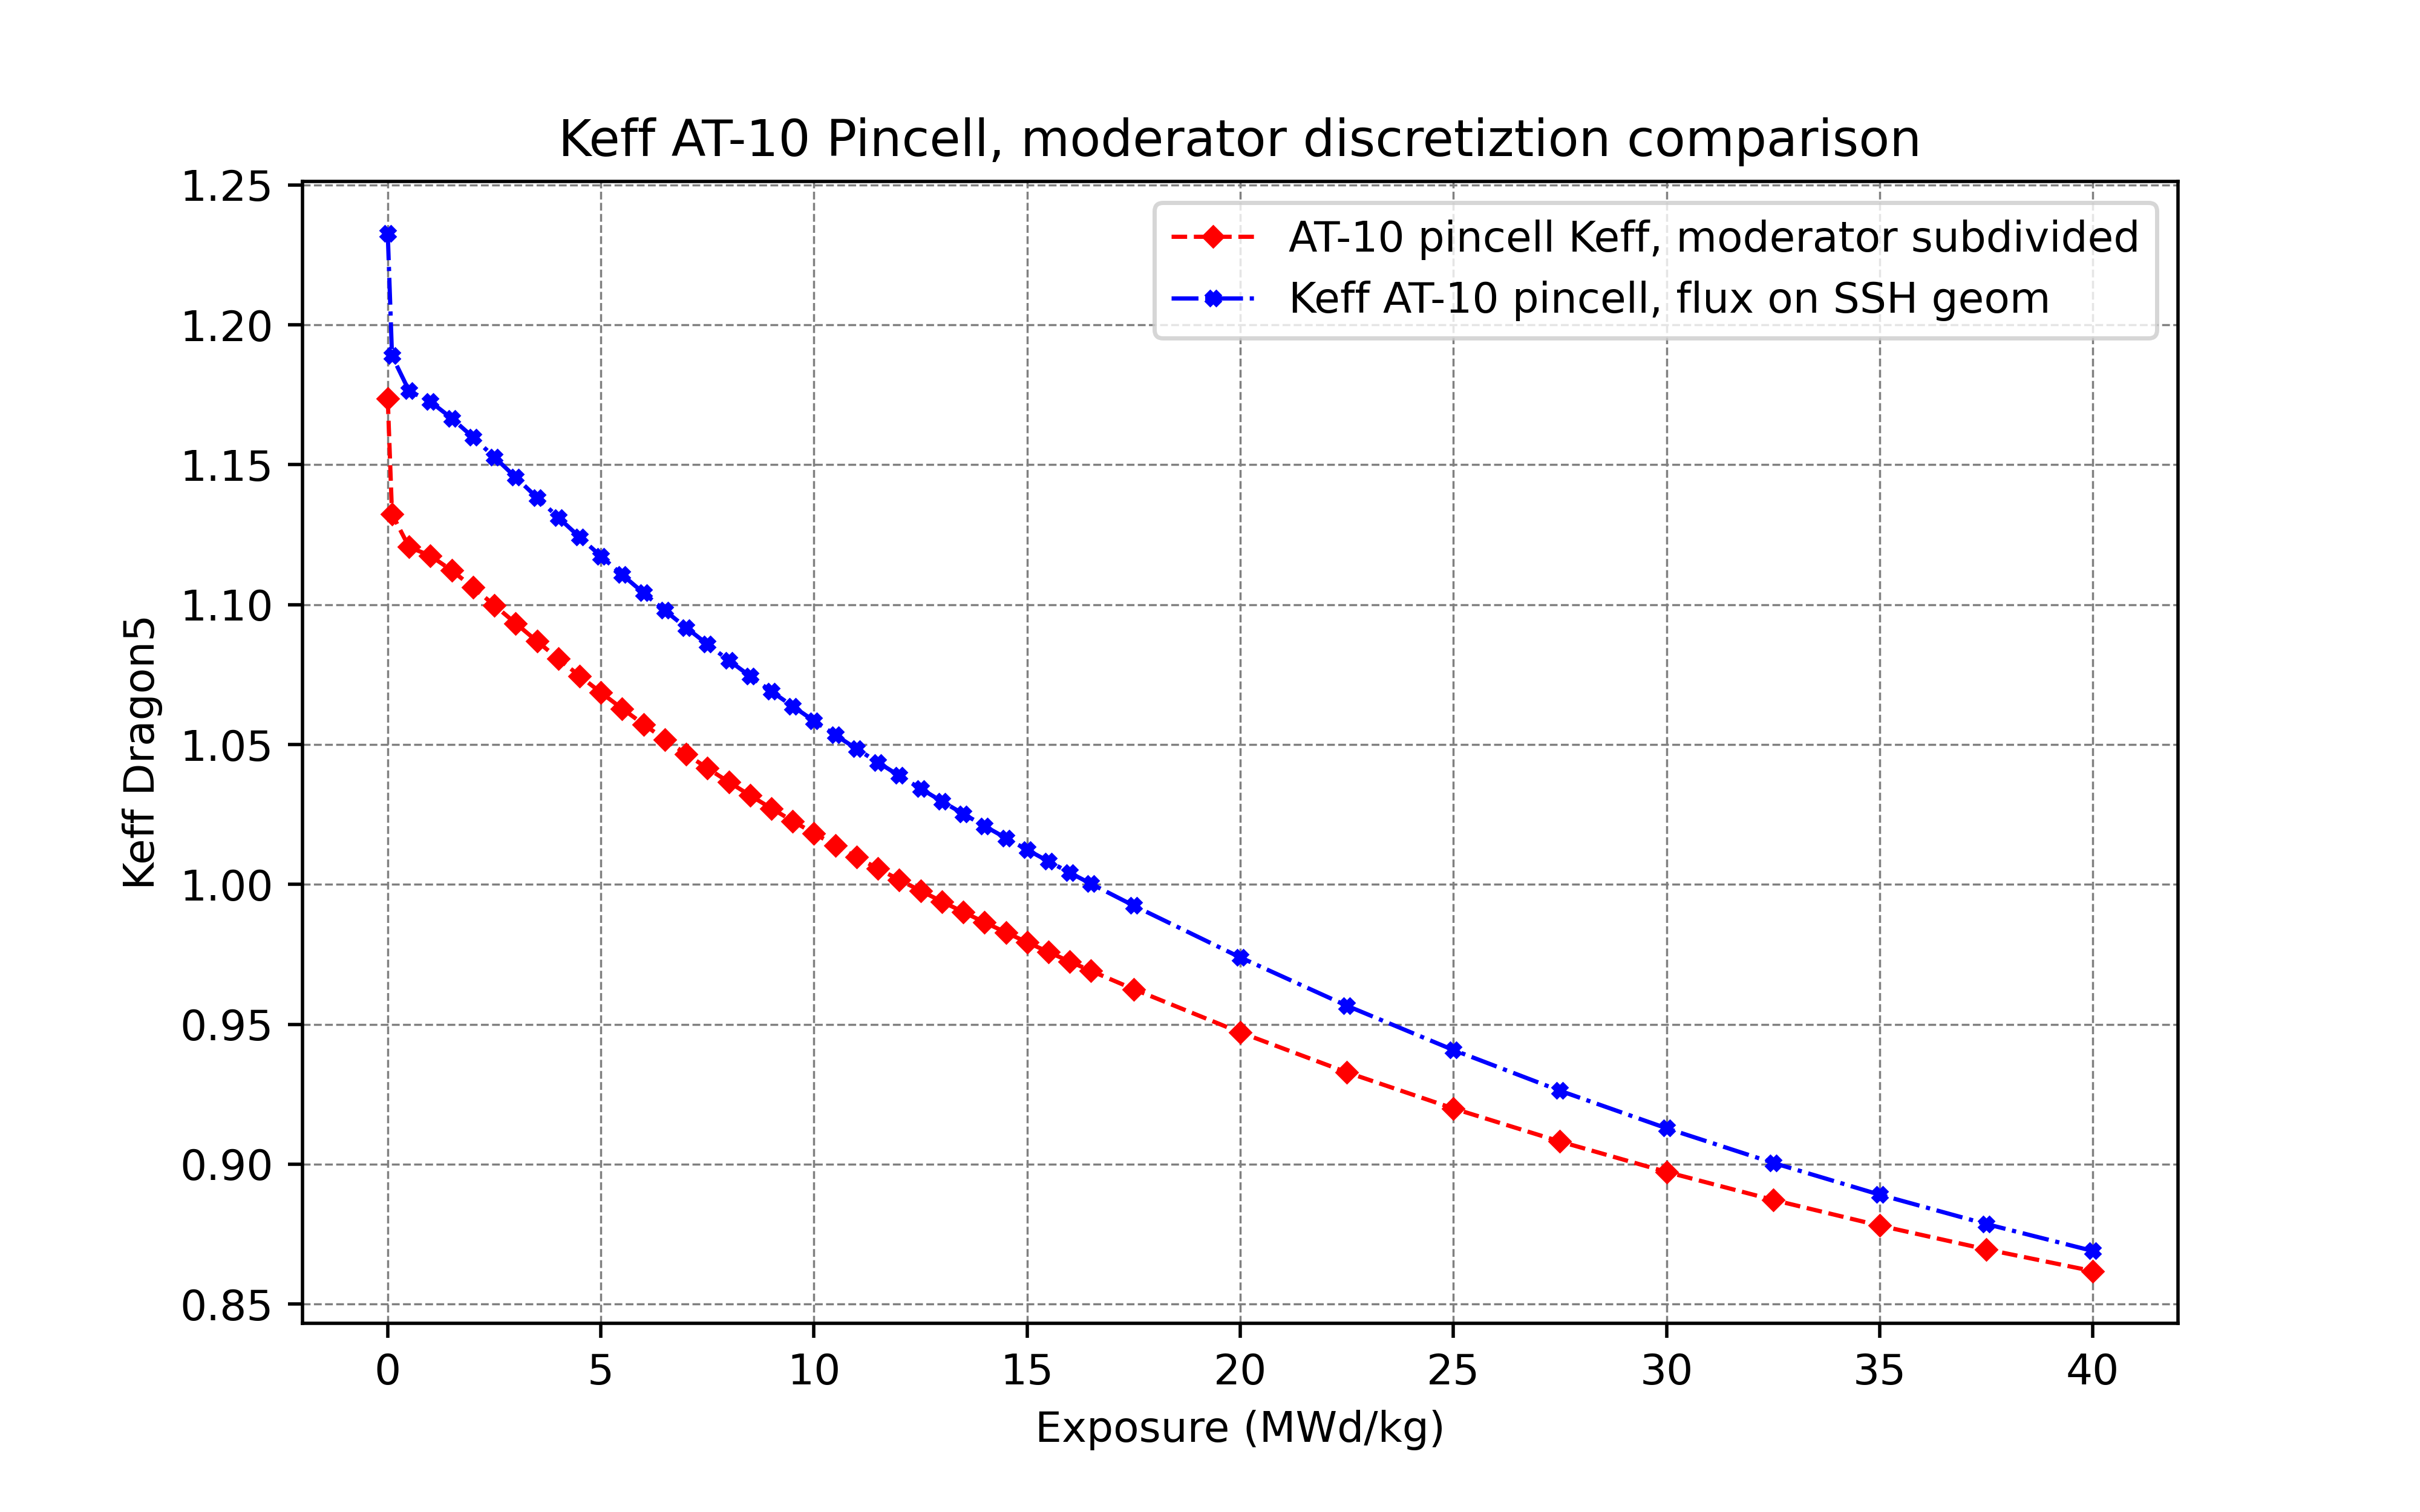 Keff AT-10 Pincell, moderator discretiztion comparison
AT-10 pincell Keff, moderator subdivided
Keff AT-10 pincell, flux on SSH geom
Keff Dragon5
1.25
1.20
1.15
1.10
1.05
1.00
0.95
0.90
0.85
0 5 10 15 20 25 30 35 40
Exposure (MWd/kg)